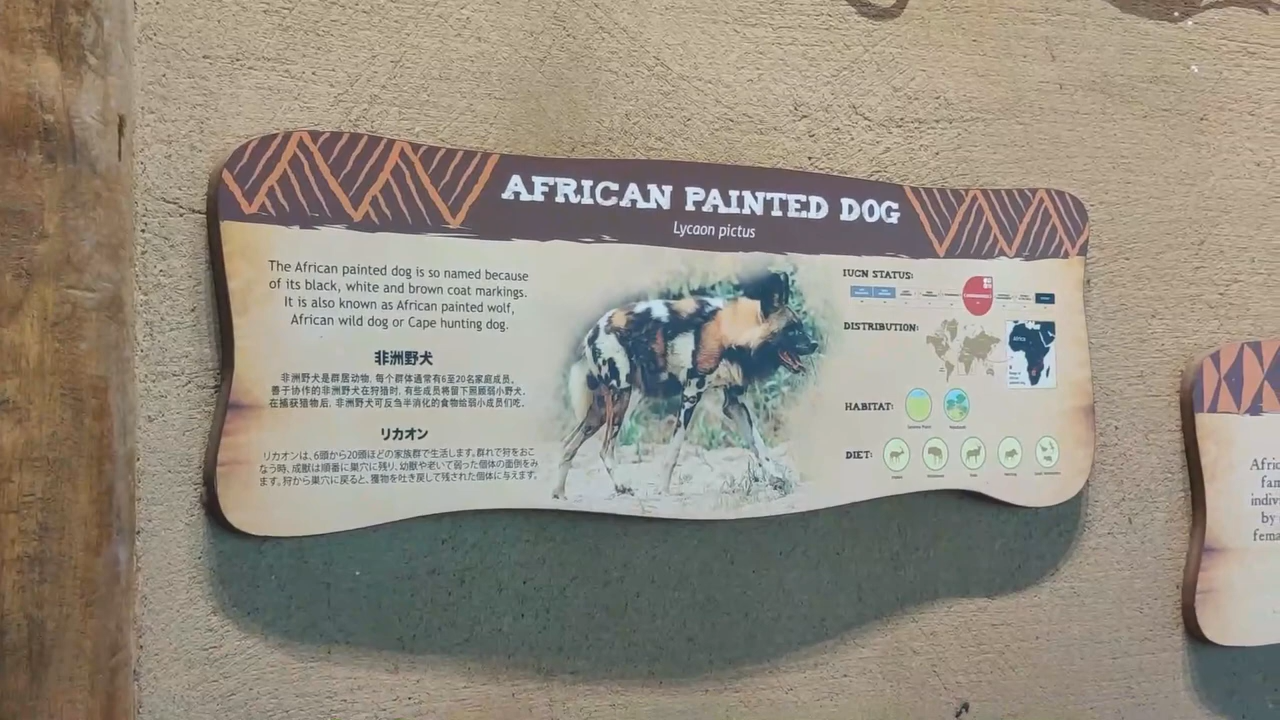 AFRICAN PAINTED DOG
Lycaon pictus
The African painted dog is so named because
of its black, white and brown coat markings.
It is also known as African painted wolf,
African wild dog or Cape hunting dog.
非洲野犬
非洲野犬是群居动物, 每个群体通常有6至20名家庭成员。
善于协作的非洲野犬在狩猎时, 有些成员将留下照顾弱小野犬。
在捕获猎物后, 非洲野犬可反刍半消化的食物给弱小成员们吃。
リカオン
リカオンは、6頭から20頭ほどの家族群で生活します。群れで狩をおこ
なう時、成獣は順番に巣穴に残り、幼獣や老いて弱った個体の面倒をみ
ます。狩から巣穴に戻ると、獲物を吐き戻して残された個体に与えます。
IUCN STATUS:
DISTRIBUTION:
Africa
HABITAT:
DIET:
Afric
fam
indivi
by
fema